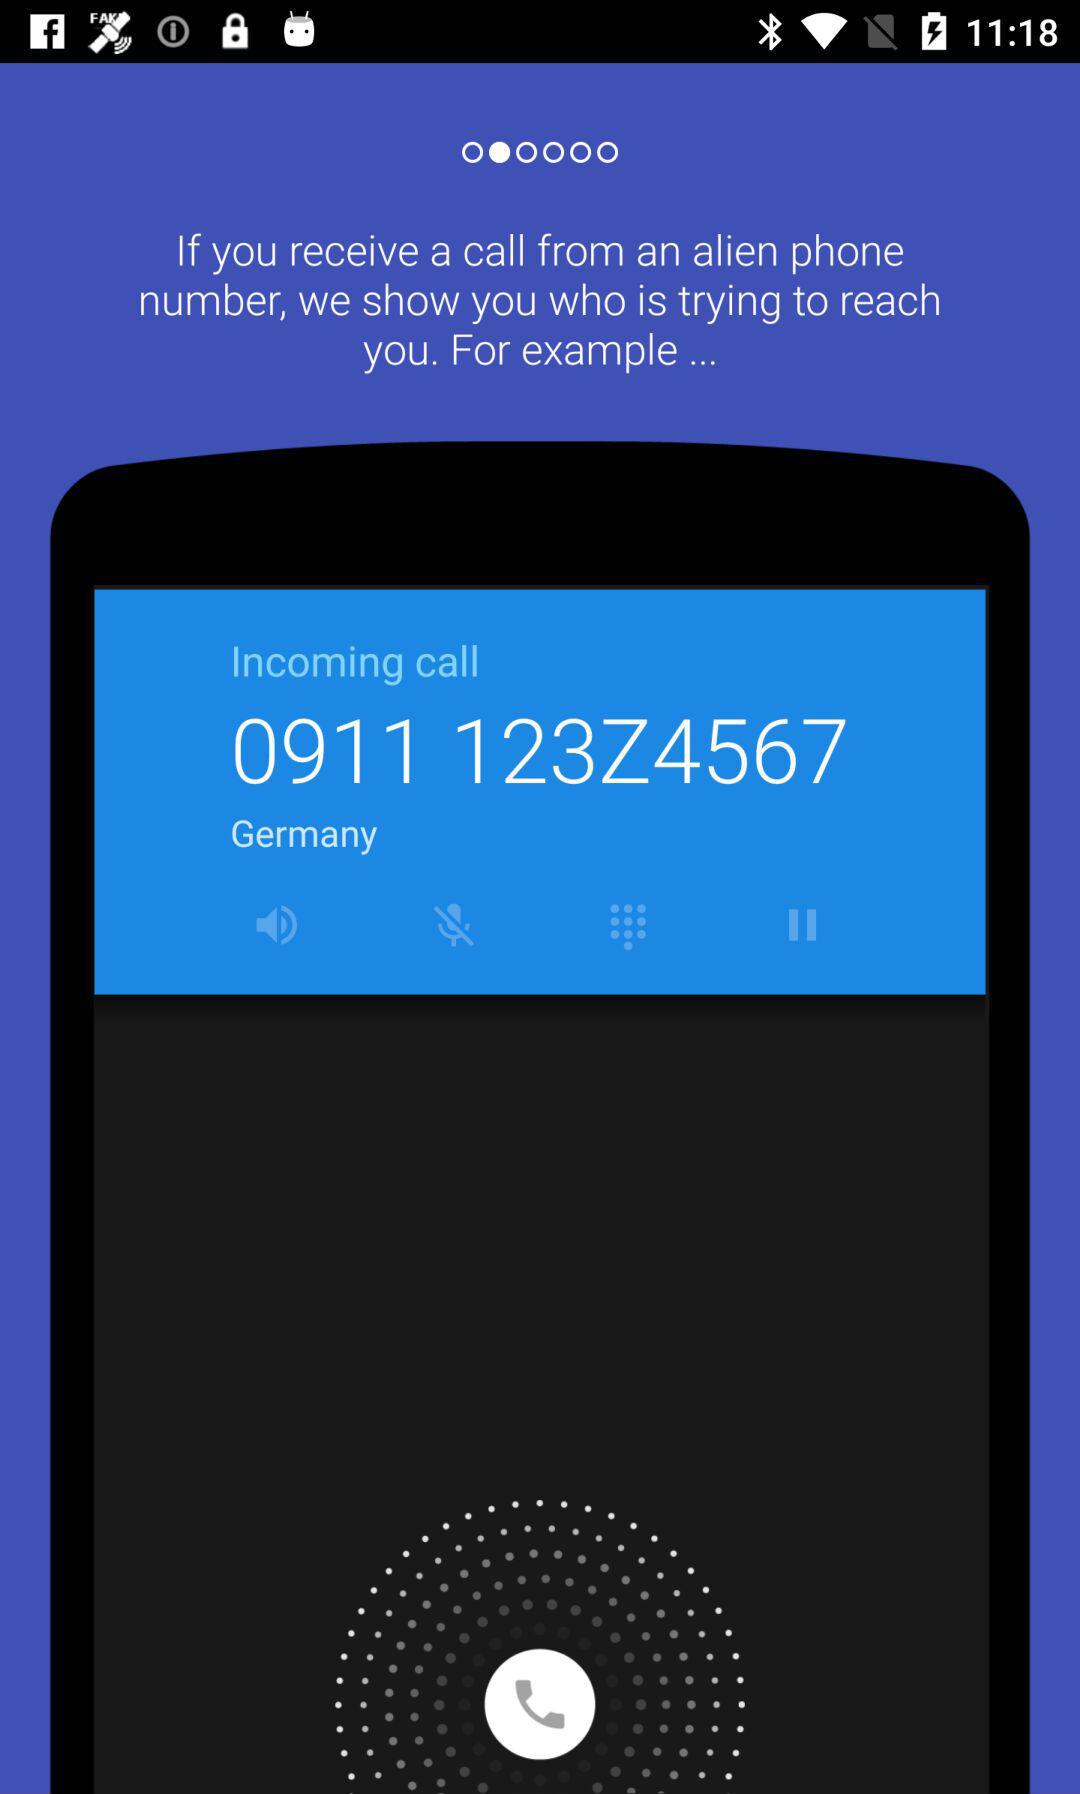 FAKE
11:18
If you receive a call from an alien phone
number, we show you who is trying to reach
you. For example ...
Incoming call
0911 123Z4567
Germany